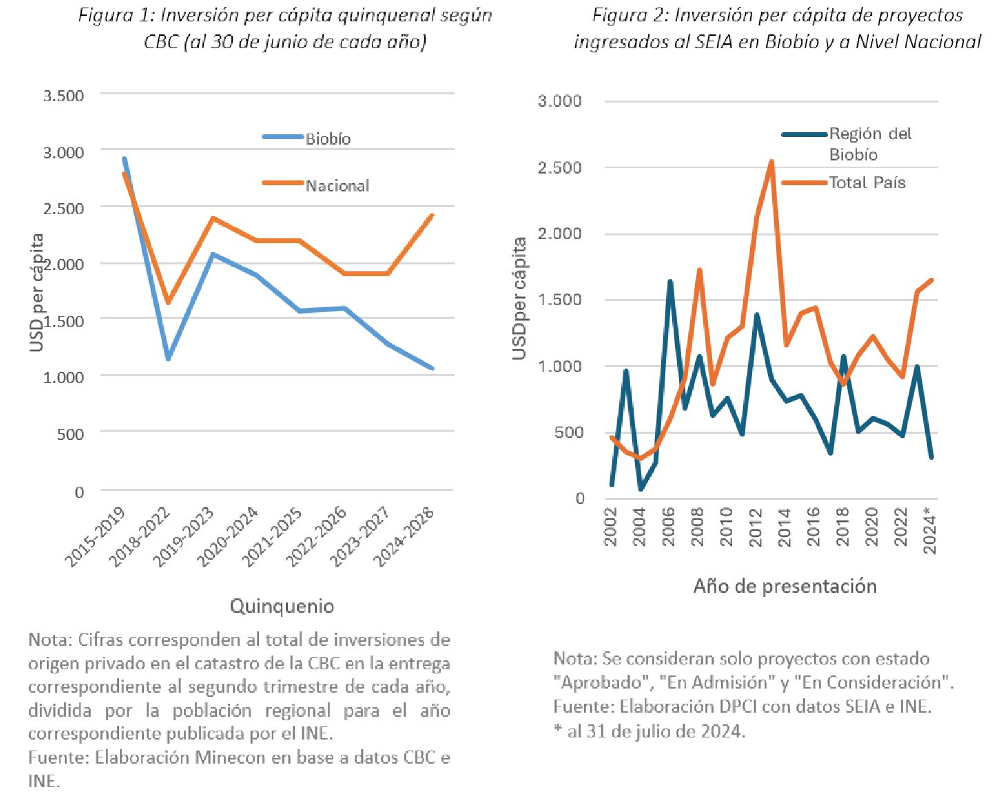 Figura 1: Inversión per cápita quinquenal según
CBC (al 30 de junio de cada año)
3.500
3.000
2.500
2.000
1.500
1.000
500
0
USD per cápita
Biobío
Nacional
2015-2019
2018-2022
2019-2023
2020-2024
2021-2025
2022-2026
2023-2027
2024-2028
Quinquenio
Nota: Cifras corresponden al total de inversiones de
origen privado en el catastro de la CBC en la entrega
correspondiente al segundo trimestre de cada año,
dividida por la población regional para el año
correspondiente publicada por el INE.
Fuente: Elaboración Minecon en base a datos CBC e
INE.
Figura 2: Inversión per cápita de proyectos
ingresados al SEIA en Biobío y a Nivel Nacional
3.000
2.500
2.000
1.500
1.000
500
0
USDper cápita
Región del
Biobío
Total País
2002
2004
2006
2008
2010
2012
2014
2016
2018
2020
2022
2024*
Año de presentación
Nota: Se consideran solo proyectos con estado
"Aprobado", "En Admisión" y "En Consideración".
Fuente: Elaboración DPCI con datos SEIA e INE.
* al 31 de julio de 2024.